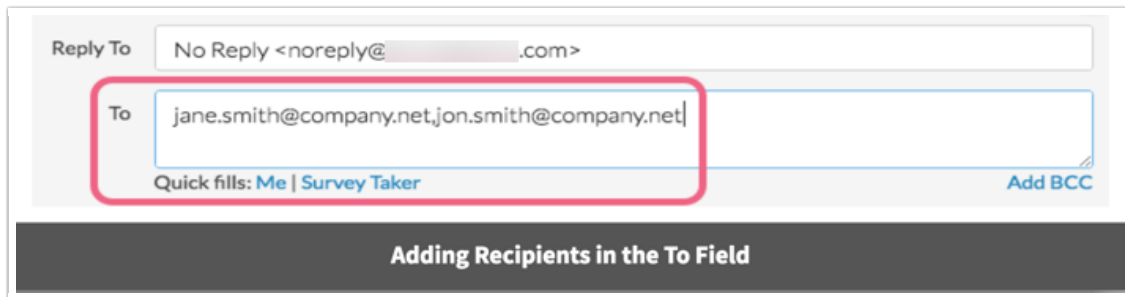 Reply To No Reply <noreply@ .com>
To jane.smith@company.net,jon.smith@company.net
Quick fills: Me | Survey Taker Add BCC
Adding Recipients in the To Field